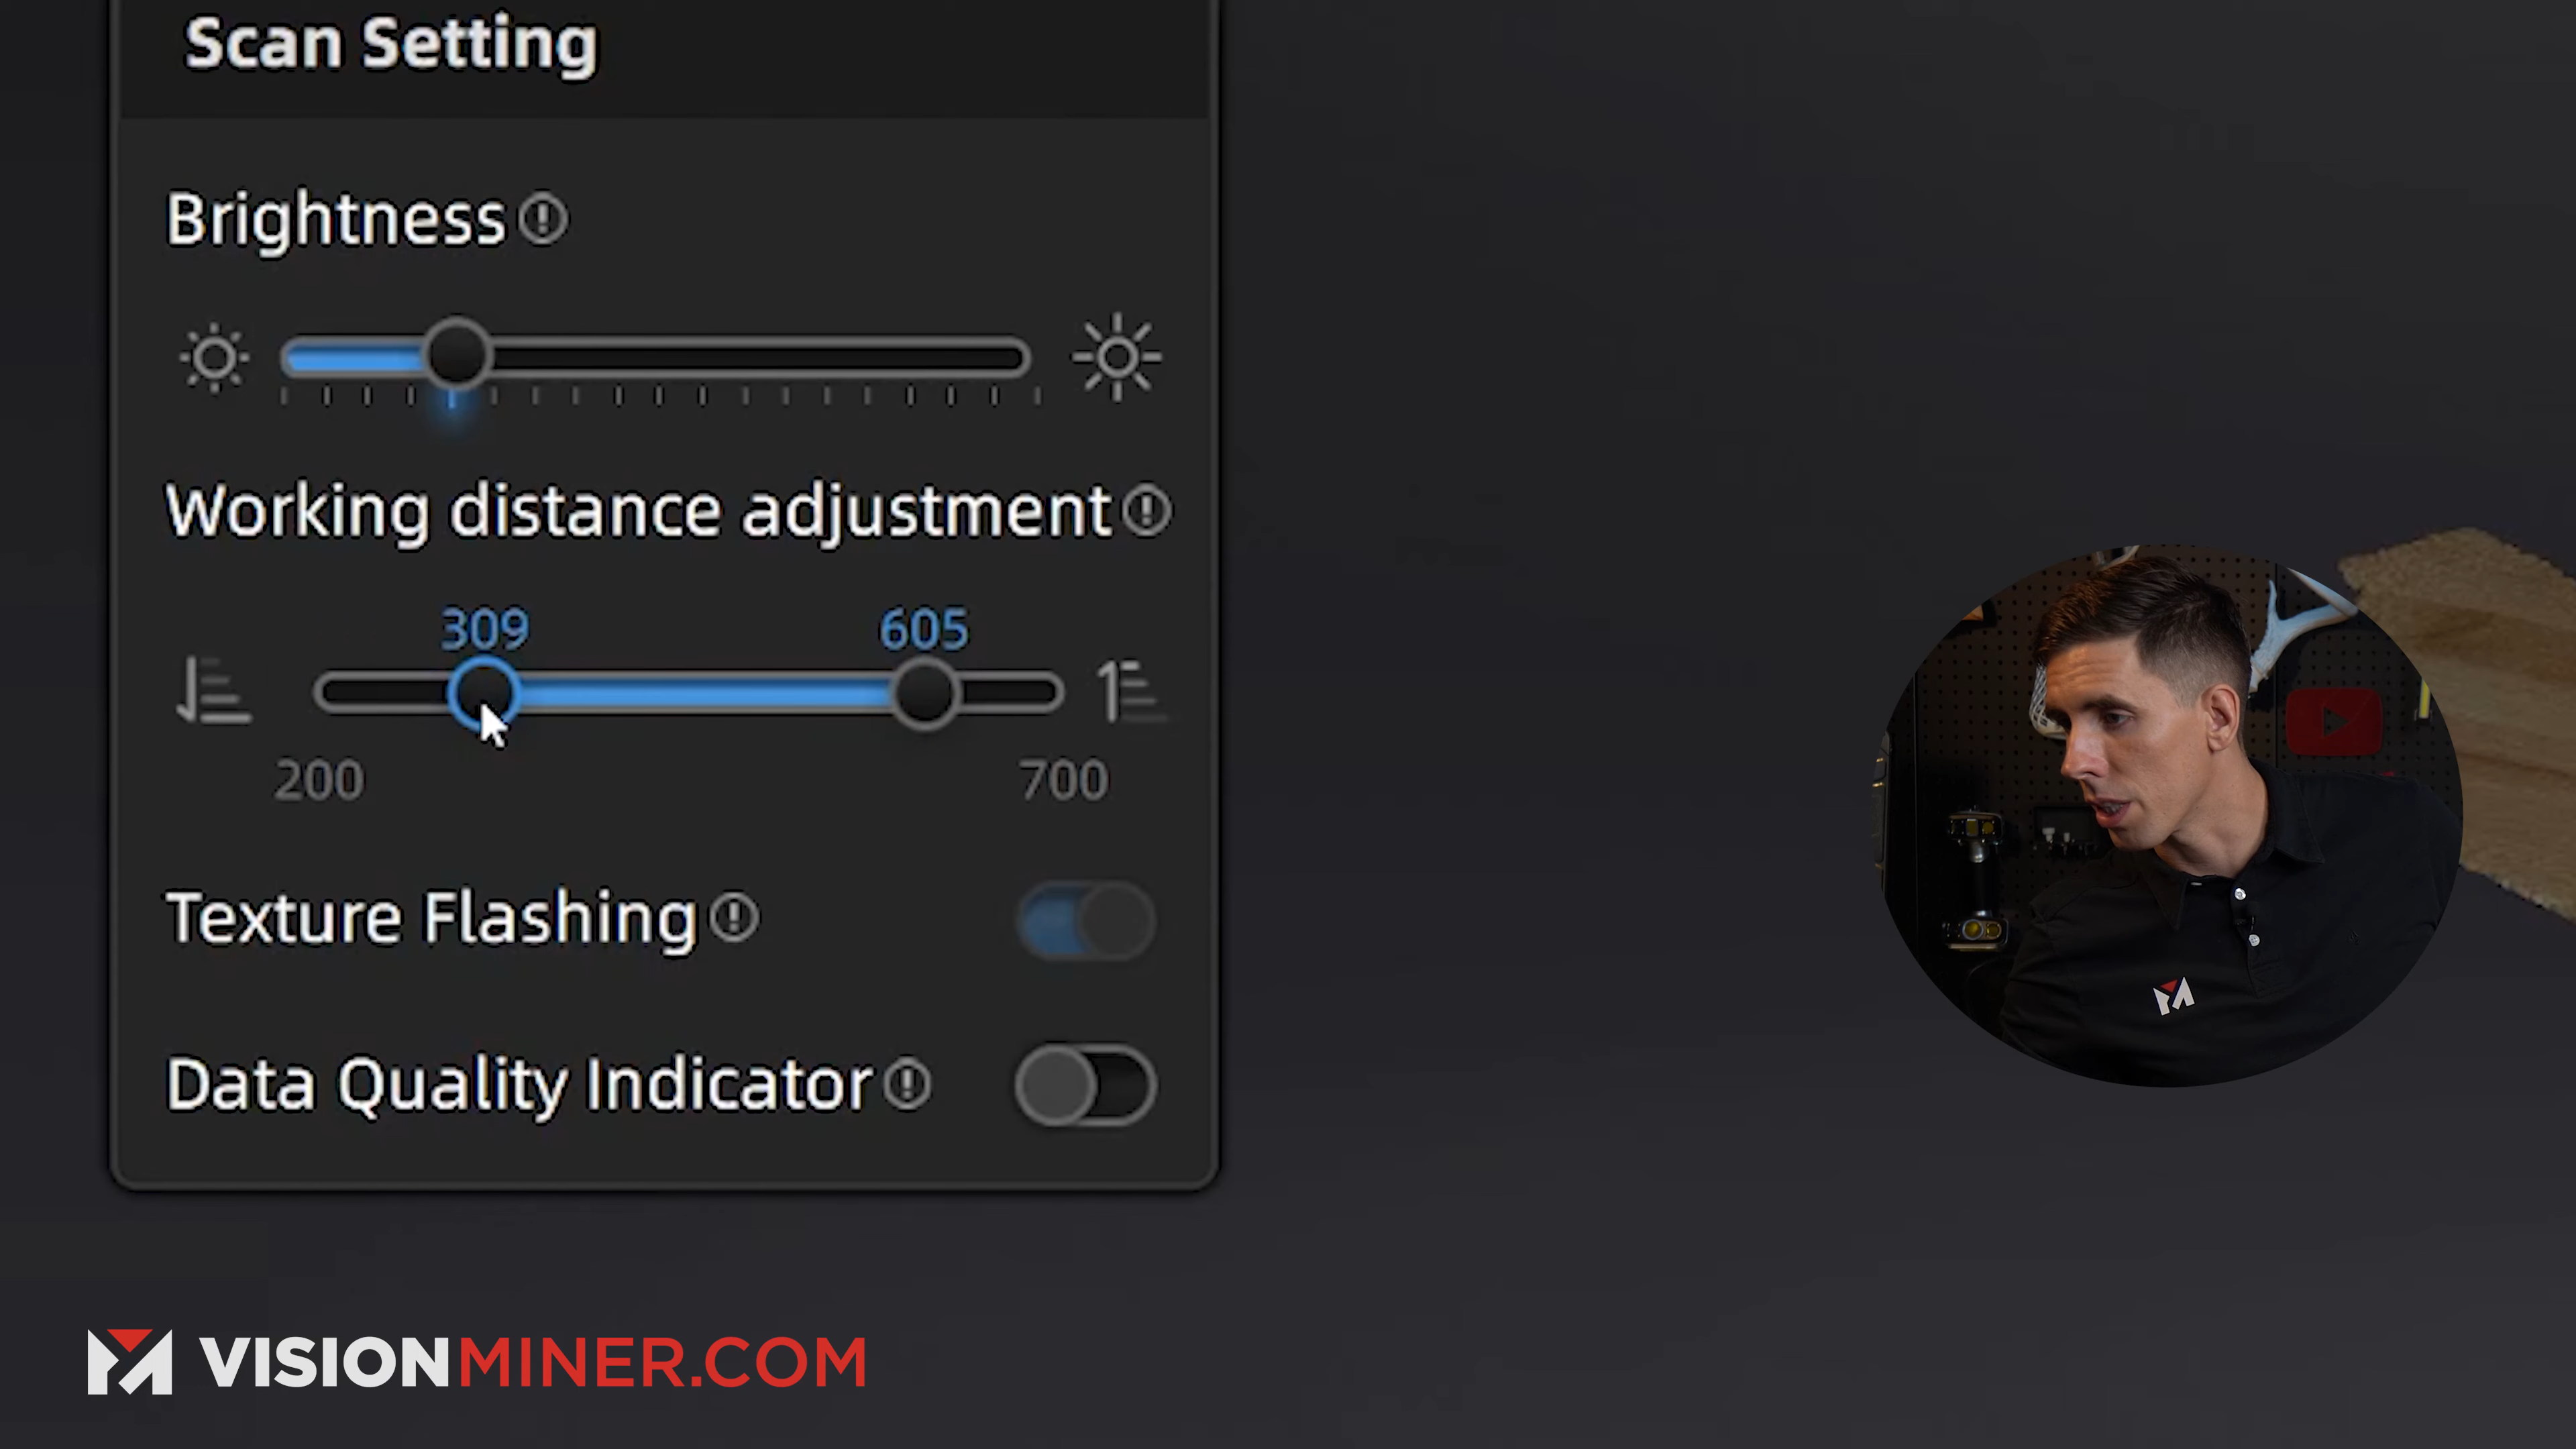 Scan Setting
Brightness
Working distance adjustment
309 605
200 700
Texture Flashing
Data Quality Indicator
VISIONMINER.COM